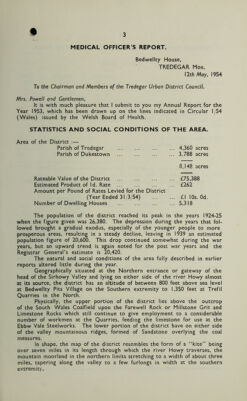 3
MEDICAL OFFICER'S REPORT.
Bedwellty House,
TREDEGAR Mon.
12th May, 1954
To the Chairman and Members of the Tredegar Urban District Council.
Mrs. Powell and Gentlemen,
It is with much pleasure that I submit to you my Annual Report for the
Year 1953, which has been drawn up on the lines indicated in Circular 1/54
(Wales) issued by the Welsh Board of Health.
STATISTICS AND SOCIAL CONDITIONS OF THE AREA.
Area of the District :—
Parish of Tredegar ... ... ... ... 4,360 acres
Parish of Dukestown ... ... ... ... 3,788 acres
8,148 acres
Rateable Value of the District ... ... ... £75,388
Estimated Product of 1d. Rate ... ... ... £262
Amount per Pound of Rates Levied for the District
(Year Ended 31/3/54) ... ... £1 10s. 0d.
Number of Dwelling Houses ... ... ... 5,318
The population of the district reached its peak in the years 1924-25
when the figure given was 26,380. The depression during the years that fol-
lowed brought a gradual exodus, especially of the younger people to more
prosperous areas, resulting in a steady decline, leaving in 1939 an estimated
population figure of 20,600. This drop continued somewhat during the war
years, but an upward trend is again noted for the post war years and the
Registrar General's estimate is 20,420.
The natural and social conditions of the area fully described in earlier
reports altered little during the year.
Geographically situated at the Northern entrance or gateway of the
head of the Sirhowy Valley and lying on either side of the river Howy almost
at its source, the district has an altitude of between 800 feet above sea level
at Bedwellty Pits Village on the Southern extremity to 1,350 feet at Trefil
Quarries in the North.
Physically, the upper portion of the district lies above the outcrop
of the South Wales Coalfield upon the Farewell Rock or Millstone Grit and
Limestone Rocks which still continue to give employment to a considerable
number of workmen at the Quarries, feeding the limestone for use at the
Ebbw Vale Steelworks. The lower portion of the district have on either side
of the valley mountainous ridges, formed of Sandstone overlying the coal
measures.
In shape, the map of the district resembles the form of a "kite" being
over seven miles in its length through which the river Howy traverses, the
mountain moorland in the northern limits stretching to a width of about three
miles, tapering along the valley to a few furlongs in width at the southern
extremity.